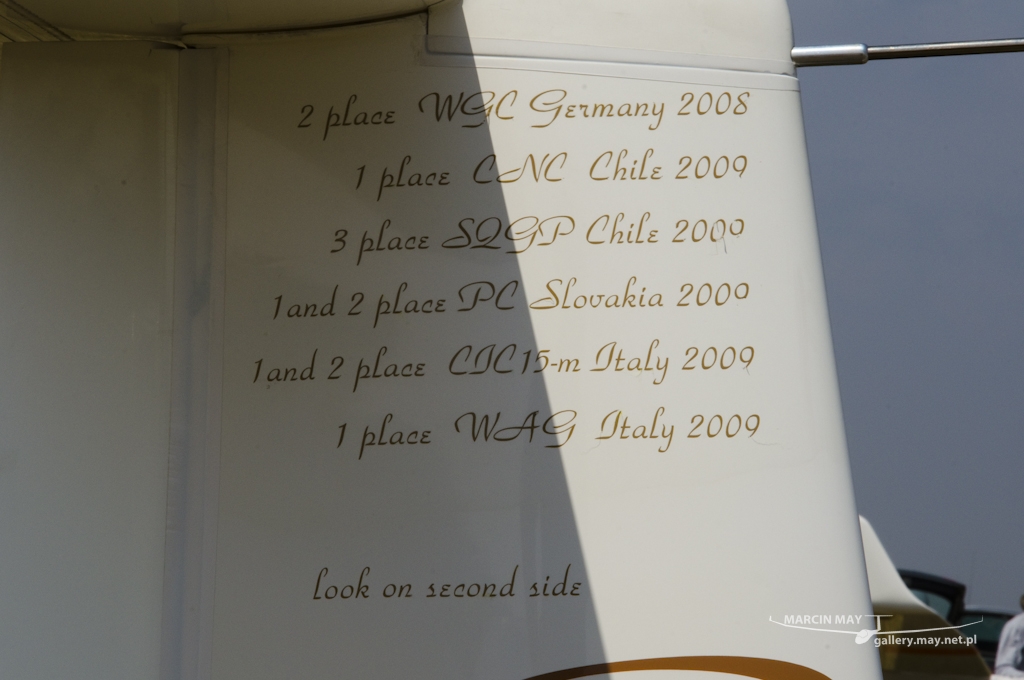 2 place WGC Germany 2008
1 place CNC Chile 2009
3 place SQGP Chile 2009
1and 2 place PC Slovakia 2009
1and 2 place CIC15-m Italy 2009
1 place WAG Italy 2009
look on second side
MARCIN MAY
gallery.may.net.pl